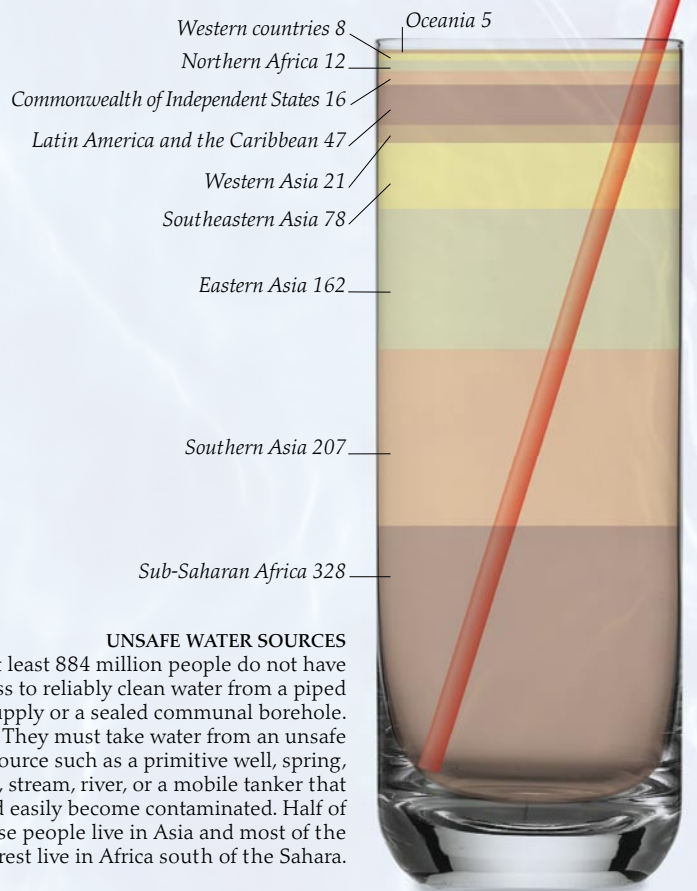 Oceania 5
Western countries 8
Northern Africa 12
Commonwealth of Independent States 16
Latin America and the Caribbean 47
Western Asia 21
Southeastern Asia 78
Eastern Asia 162
Southern Asia 207
Sub-Saharan Africa 328
UNSAFE WATER SOURCES
least 884 million people do not have
to reliably clean water from a piped
or a sealed communal borehole.
They must take water from an unsafe
such as a primitive well, spring,
, stream, river, or a mobile tanker that
easily become contaminated. Half of
people live in Asia and most of the
rest live in Africa south of the Sahara.